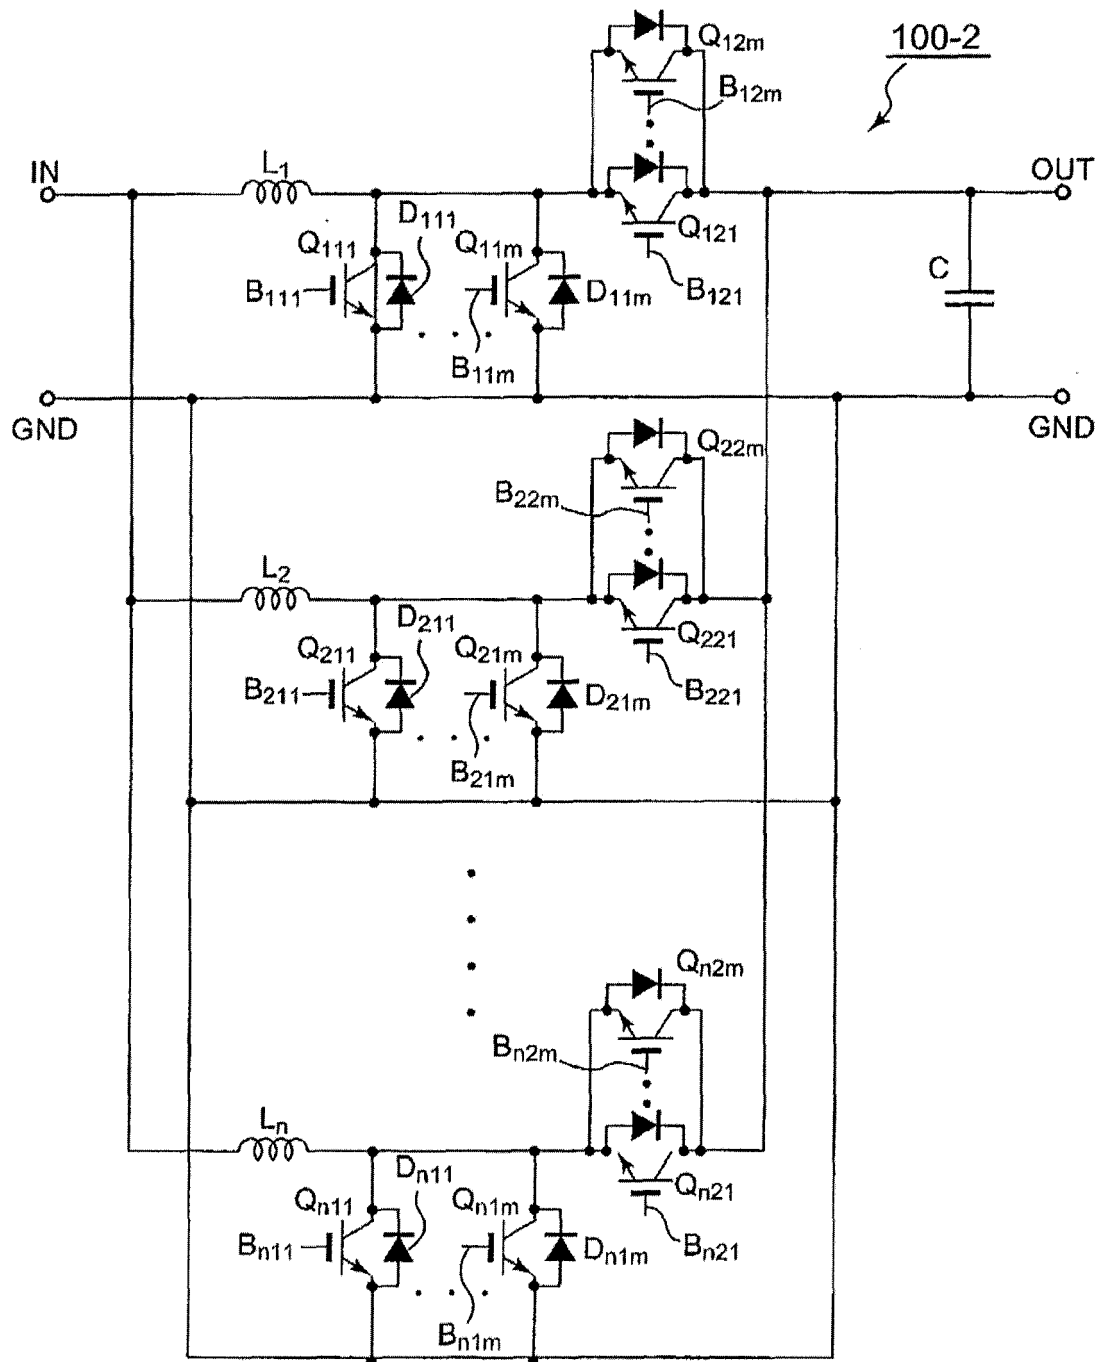 100-2
Q12m
B12m
IN
L1
OUT
D111
Q111
Q11m
Q121
B111
D11m
B121
C
B11m
GND
GND
Q22m
B22m
L2
D211
Q211
Q21m
Q221
B211
D21m
B221
B21m
Qn2m
Bn2m
Ln
Dn11
Qn11
Qn1m
Qn21
Bn11
Dn1m
Bn21
Bn1m